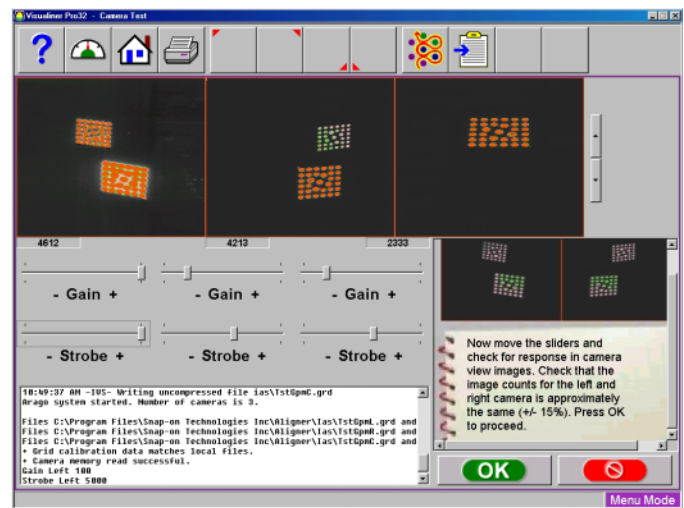 Visualiner Pro32 - Camera Test
?
4612
4213
2333
- Gain +
- Gain +
- Gain +
- Strobe +
- Strobe +
- Strobe +
Now move the sliders and
check for response in camera
view images. Check that the
image counts for the left and
right camera is approximately
the same (+/- 15%). Press OK
to proceed.
10:49:37 AM -IVS- Writing uncompressed file ias\TstGpmC.grd
Arago system started. Number of cameras is 3.
Files C:\Program Files\Snap-on Technologies Inc\Aligner\Ias\TstGpmL.grd and
Files C:\Program Files\Snap-on Technologies Inc\Aligner\Ias\TstGpmR.grd and
Files C:\Program Files\Snap-on Technologies Inc\Aligner\Ias\TstGpmC.grd and
+ Grid calibration data matches local files.
+ Camera memory read successful.
Gain Left 100
Strobe Left 5000
OK
Menu Mode